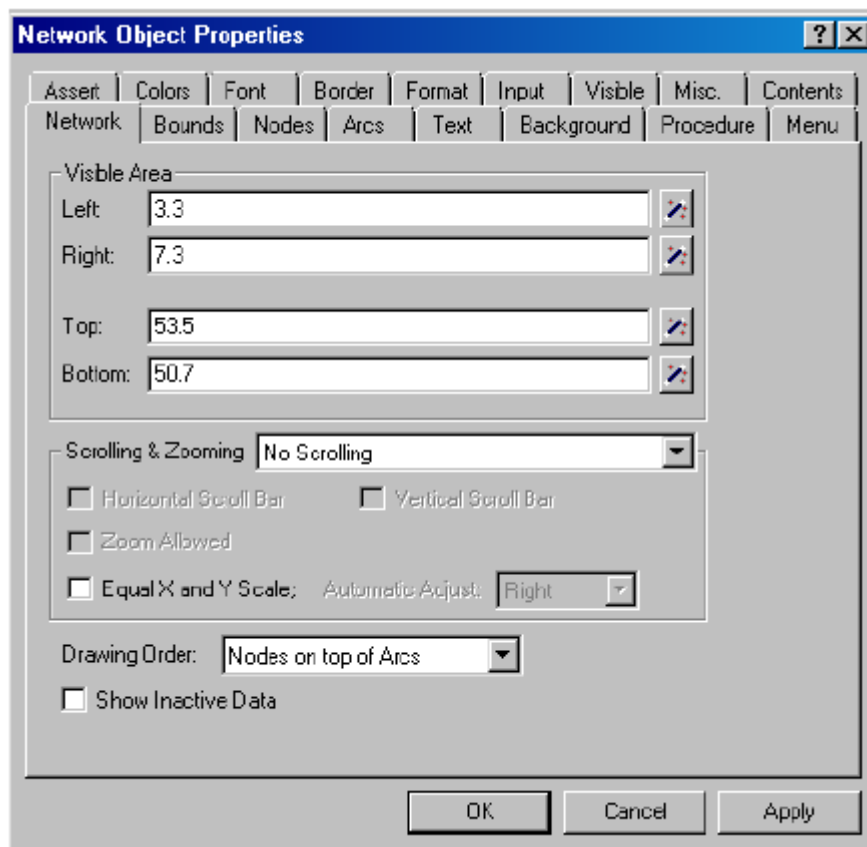 Network Object Properties
Assert Colors Font Border Format Input Visible Misc. Contents
Network Bounds Nodes Arcs Text Background Procedure Menu
Visible Area
Left 3.3
Right: 7.3
Top: 53.5
Bottom: 50.7
Scrolling & Zooming No Scrolling
Horizontal Scroll Bar Vertical Scroll Bar
Zoom Allowed
Equal X and Y Scale; Automatic Adjust: Right
Drawing Order: Nodes on top of Arcs
Show Inactive Data
OK Cancel Apply